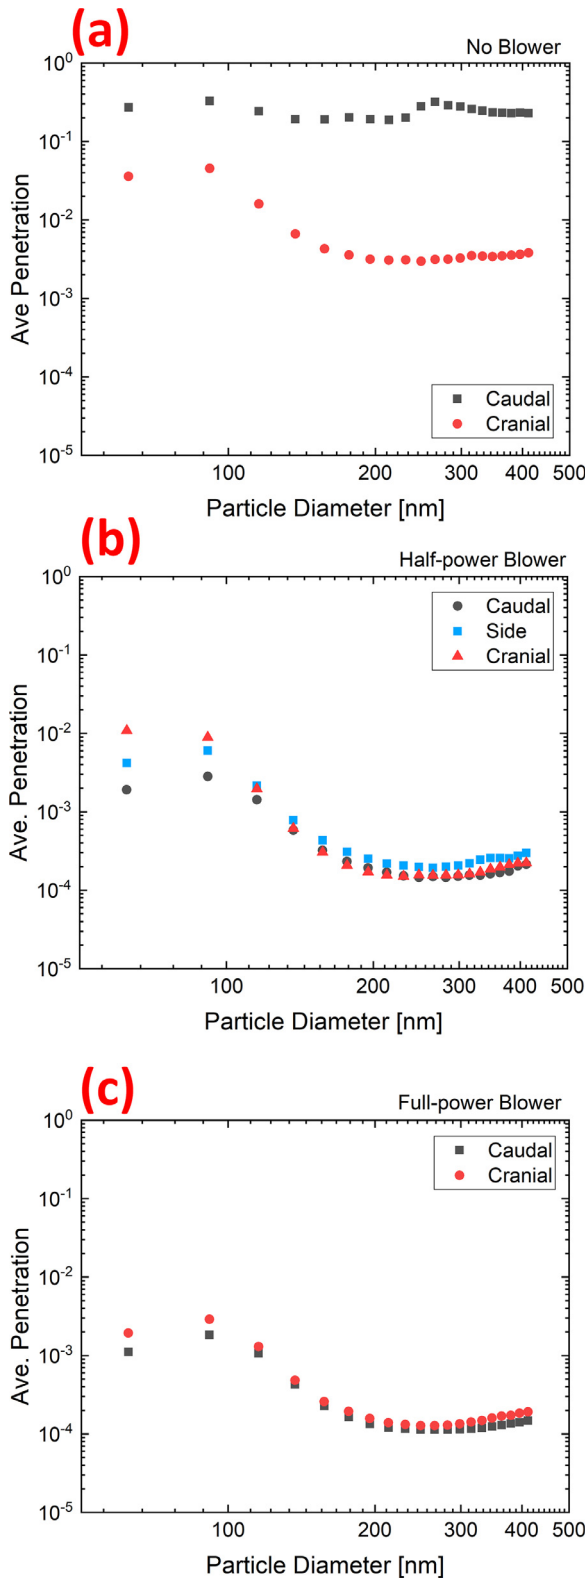 (a)
No Blower
10^0
10^-1
10^-2
10^-3
10^-4
10^-5
Ave Penetration
Caudal
Cranial
100 200 300 400 500
Particle Diameter [nm]
(b)
Half-power Blower
10^0
10^-1
10^-2
10^-3
10^-4
10^-5
Ave. Penetration
Caudal
Side
Cranial
100 200 300 400 500
Particle Diameter [nm]
(c)
Full-power Blower
10^0
10^-1
10^-2
10^-3
10^-4
10^-5
Ave. Penetration
Caudal
Cranial
100 200 300 400 500
Particle Diameter [nm]